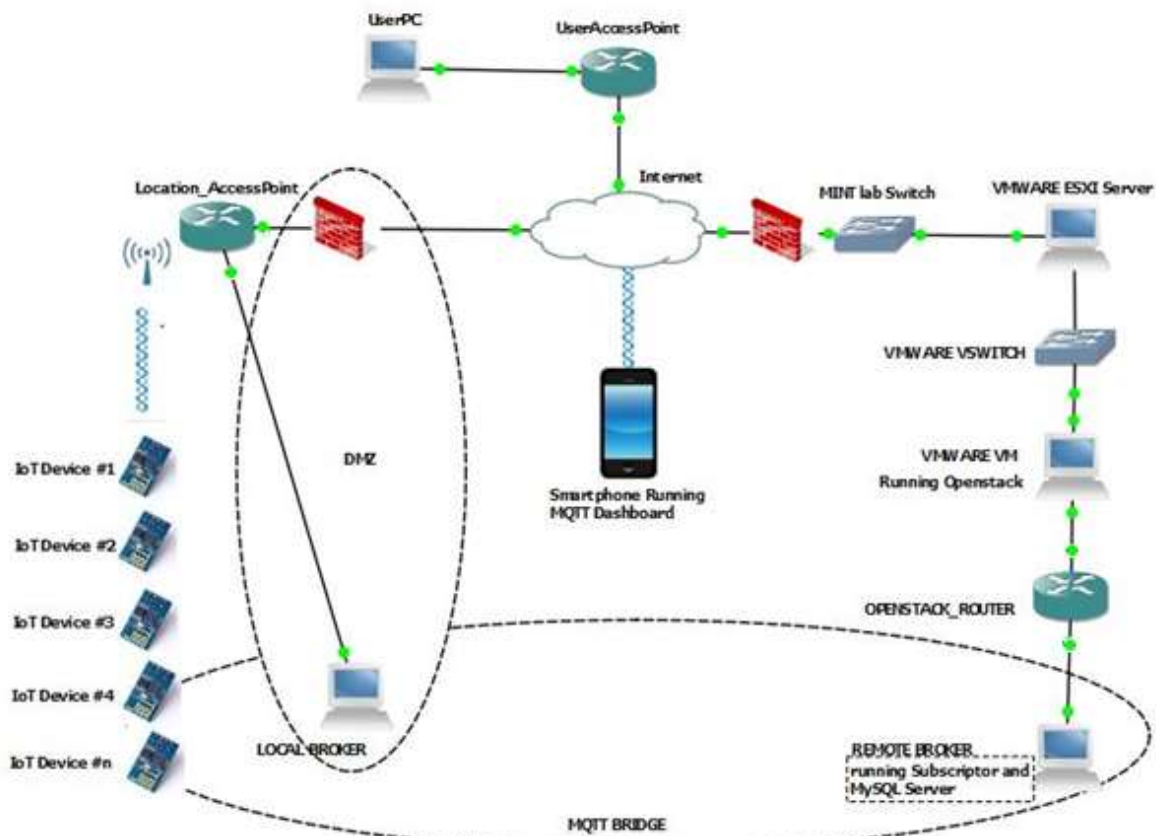 UserPC
UserAccessPoint
Internet
Location_AccessPoint
MINT lab Switch
VMWARE ESXI Server
VMWARE VSWITCH
DMZ
VMWARE VM
Running Openstack
IoT Device #1
Smartphone Running
MQTT Dashboard
IoT Device #2
OPENSTACK_ROUTER
IoT Device #3
IoT Device #4
LOCAL BROKER
REMOTE BROKER
running Subscriptor and
MySQL Server
IoT Device #n
MQTT BRIDGE